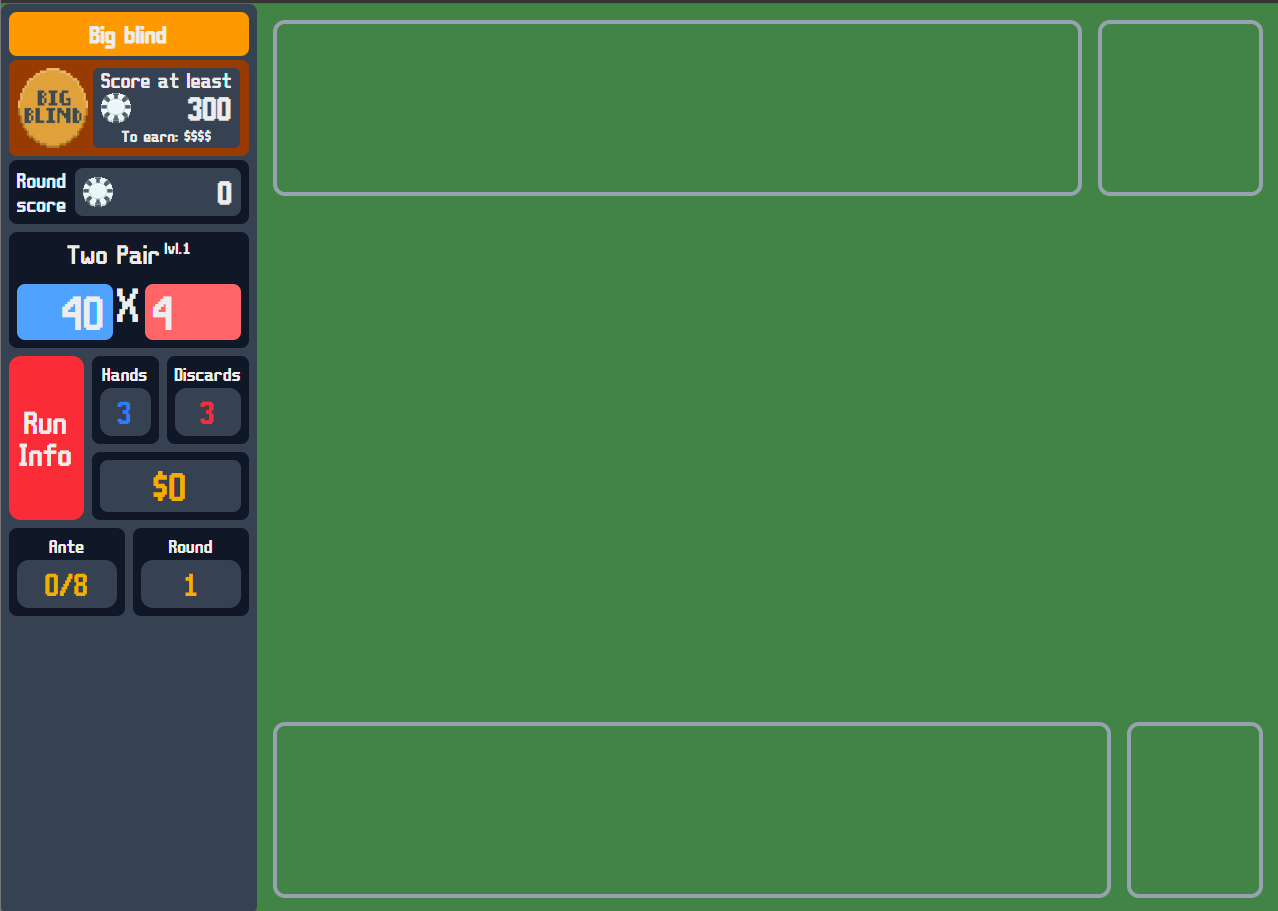 Big blind
BIG
BLIND
Score at least
300
To earn: $$$$
Round
score
0
Two Pair lvl.1
40 X 4
Run
Info
Hands
3
Discards
3
$0
Ante
0/8
Round
1